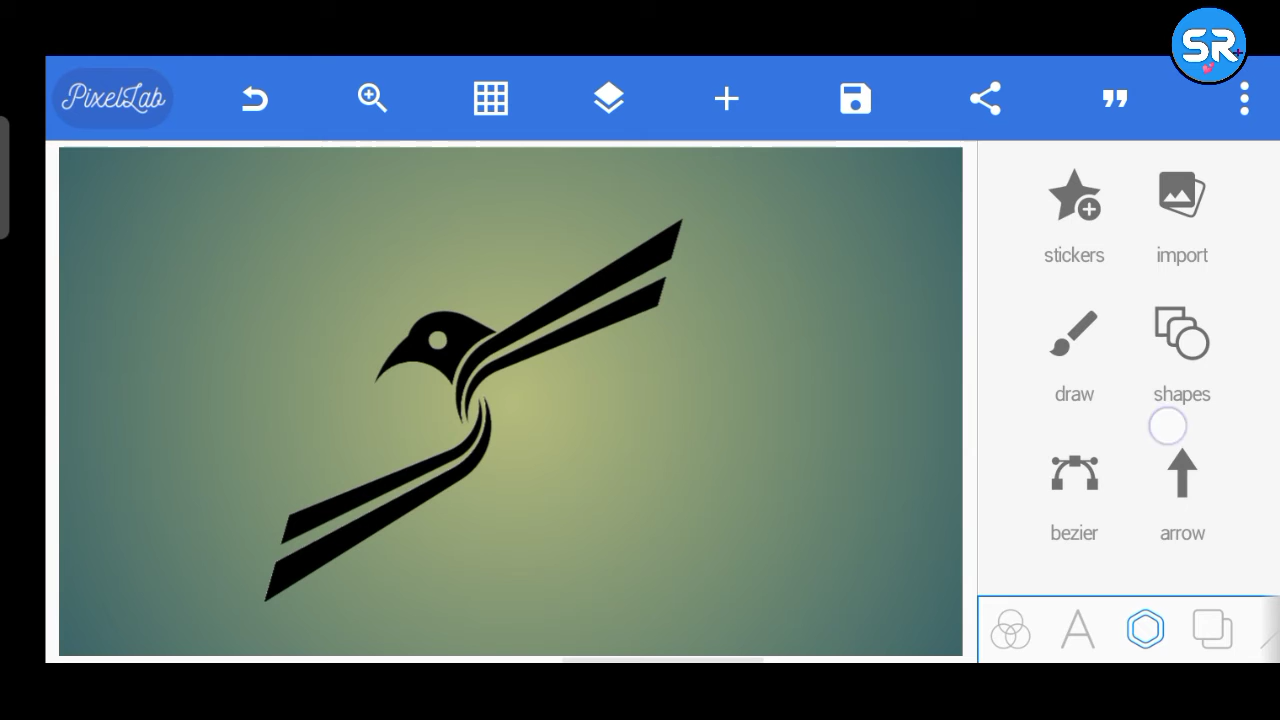 SR
PixelLab
stickers import
draw shapes
bezier arrow